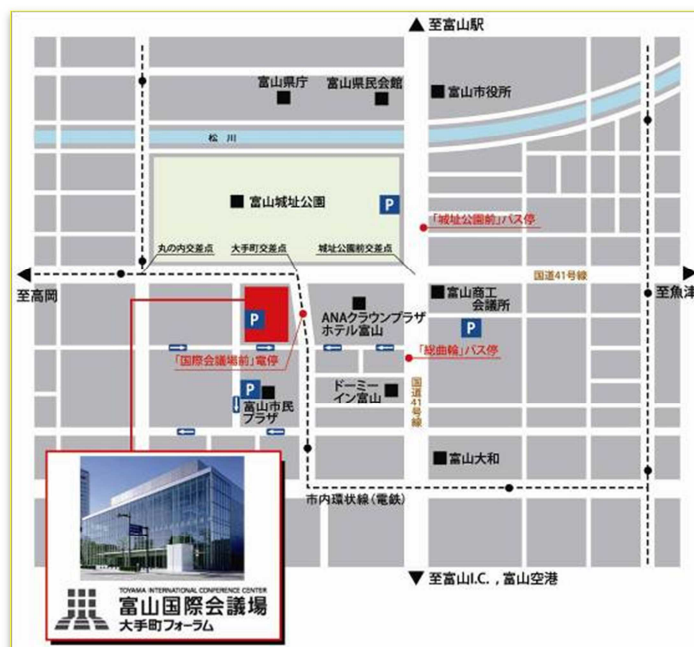 至富山駅
富山県庁
富山県民会館
富山市役所
松川
富山城址公園
P
「城址公園前」バス停
丸の内交差点
大手町交差点
城址公園前交差点
国道41号線
至高岡
至魚津
P
ANAクラウンプラザ
ホテル富山
富山商工
会議所
P
「国際会議場前」電停
「総曲輪」バス停
P
富山市民
プラザ
ドーミー
イン富山
国道41号線
富山大和
市内環状線(電鉄)
至富山I.C. , 富山空港
TOYAMA INTERNATIONAL CONFERENCE CENTER
富山国際会議場
大手町フォーラム